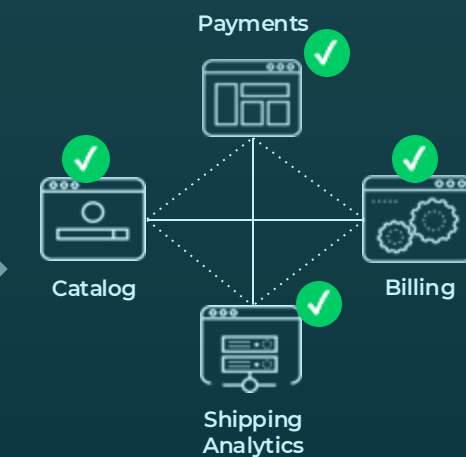 Payments
Catalog
Billing
Shipping
Analytics